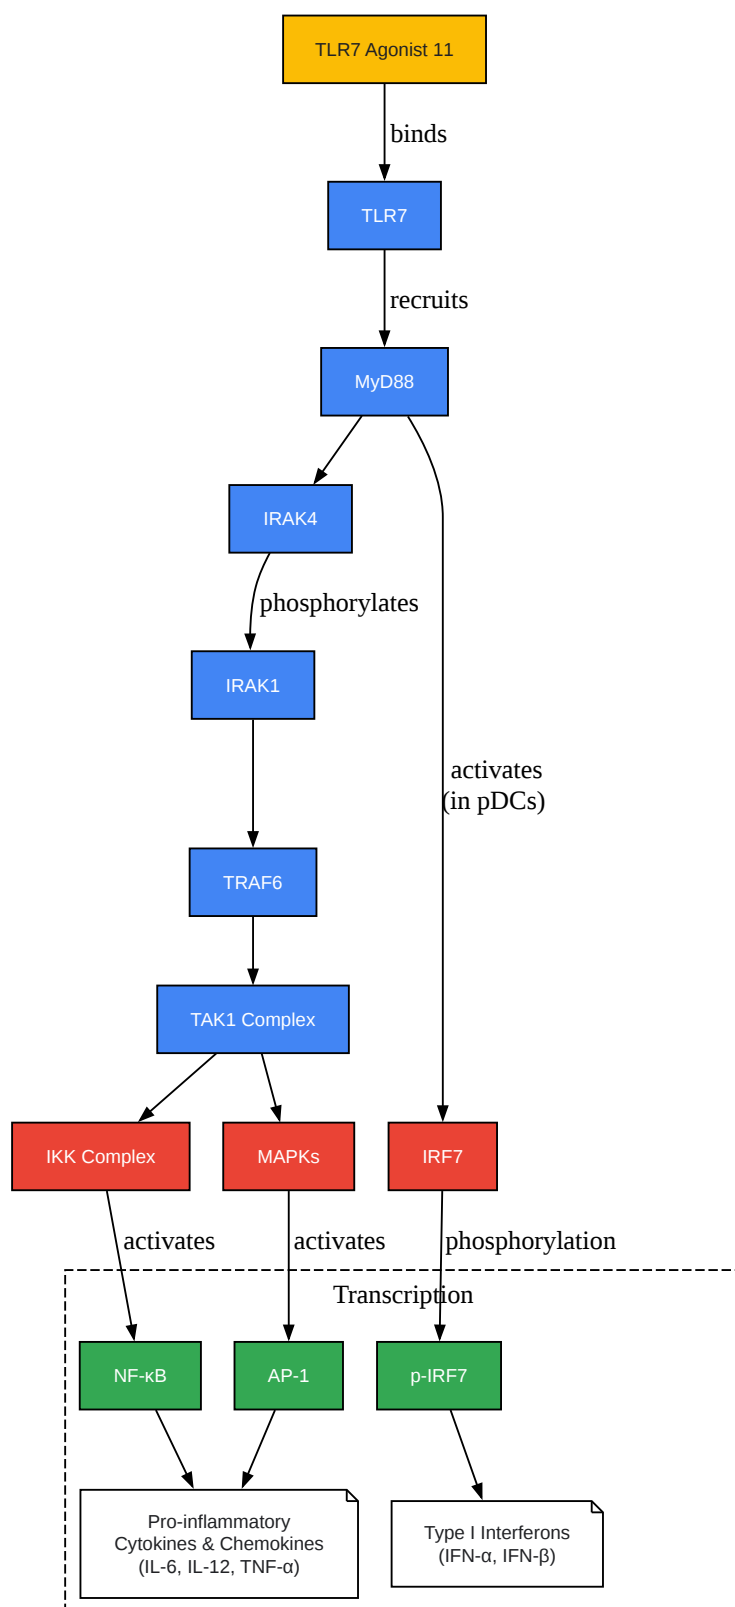 TLR7 Agonist 11
binds
TLR7
recruits
MyD88
IRAK4
phosphorylates
IRAK1
activates
(in pDCs)
TRAF6
TAK1 Complex
IKK Complex
MAPKs
IRF7
activates
activates
phosphorylation
Transcription
NF-κB
AP-1
p-IRF7
Pro-inflammatory
Cytokines & Chemokines
(IL-6, IL-12, TNF-α)
Type I Interferons
(IFN-α, IFN-β)